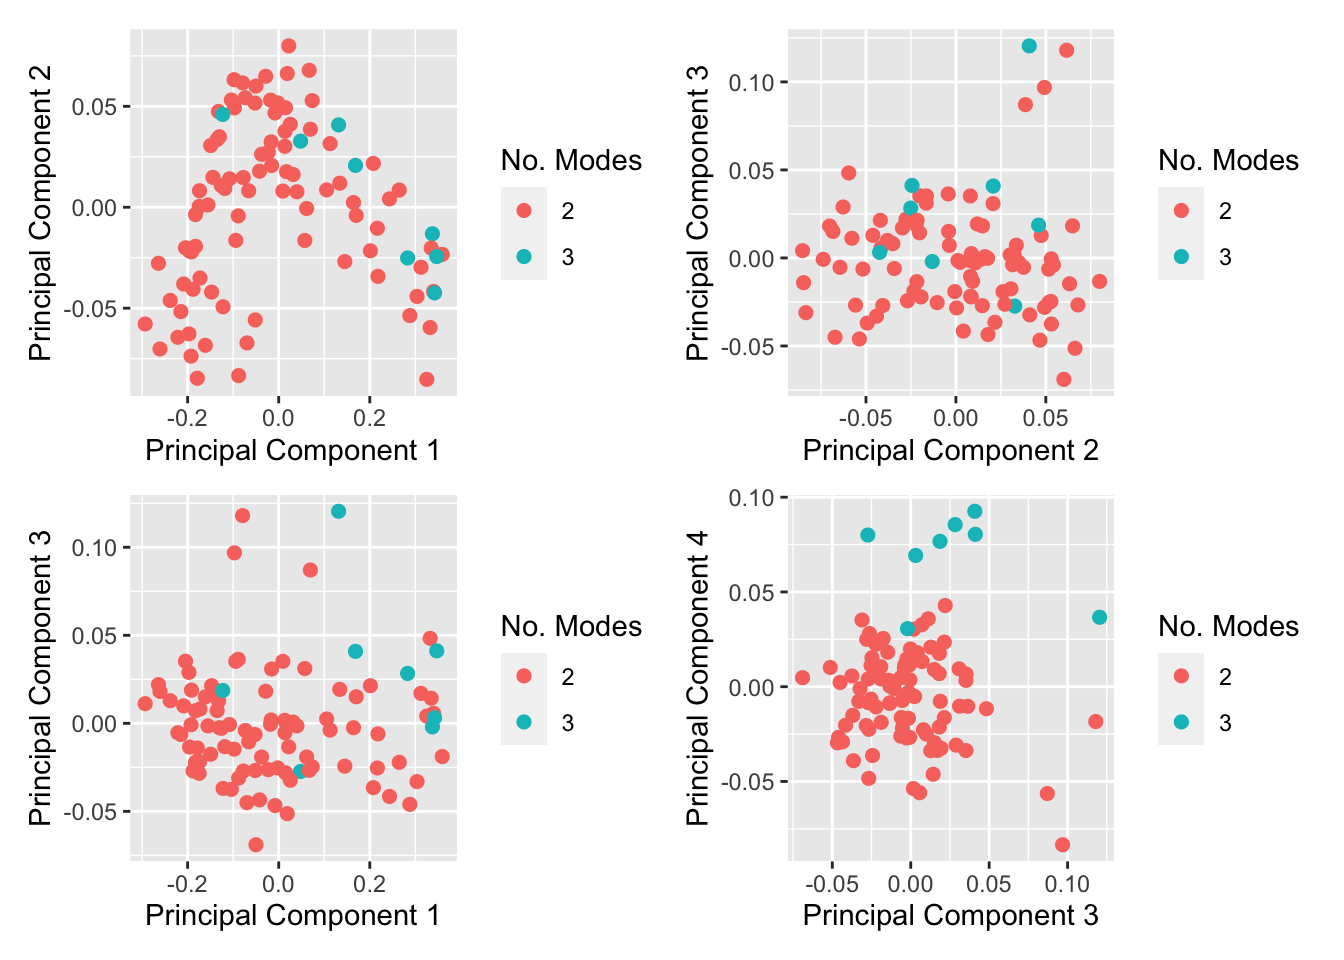 0.05
0.00
-0.05
Principal Component 2
-0.2 0.0 0.2
Principal Component 1
No. Modes
2
3
0.10
0.05
0.00
-0.05
Principal Component 3
-0.05 0.00 0.05
Principal Component 2
No. Modes
2
3
0.10
0.05
0.00
-0.05
Principal Component 3
-0.2 0.0 0.2
Principal Component 1
No. Modes
2
3
0.10
0.05
0.00
-0.05
Principal Component 4
-0.05 0.00 0.05 0.10
Principal Component 3
No. Modes
2
3